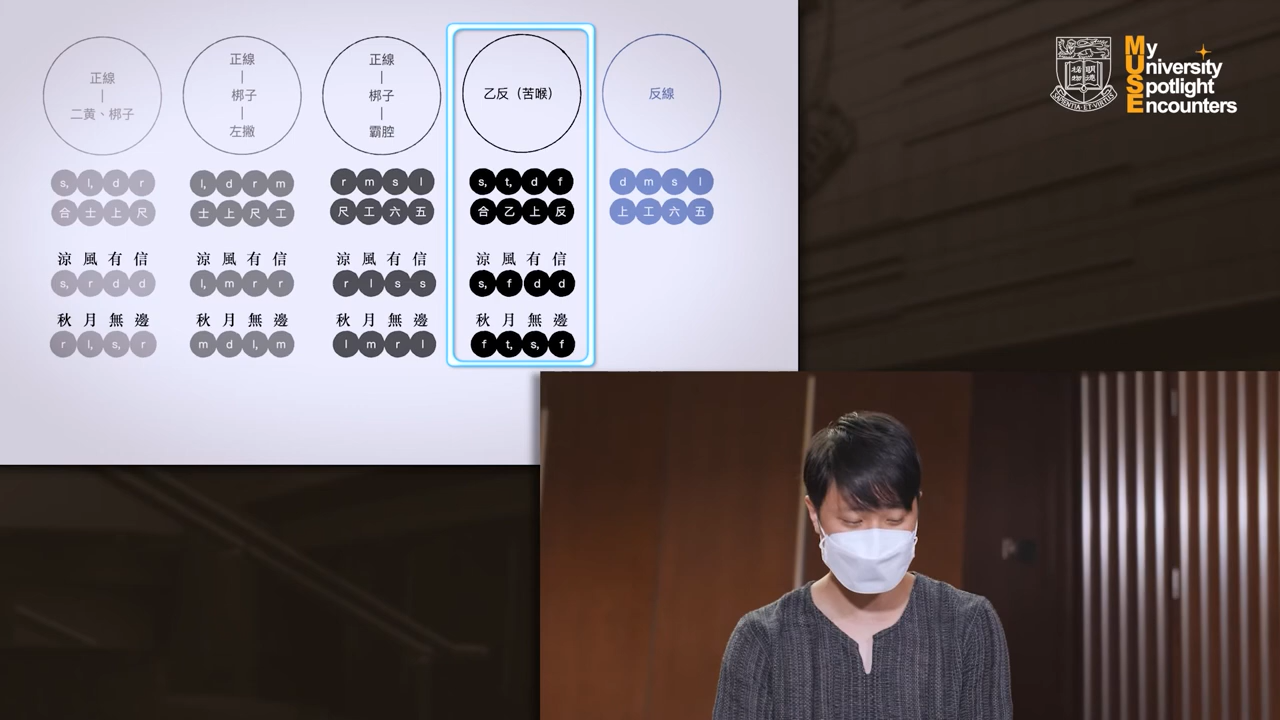 正線
|
二黄、梆子
s, l, d r
合 士 上 尺
涼 風 有 信
s, r d d
秋 月 無 邊
r l, s, r
正線
|
梆子
|
左撇
l, d r m
士 上 尺 工
涼 風 有 信
l, m r r
秋 月 無 邊
m d l, m
正線
|
梆子
|
霸腔
r m s l
尺 工 六 五
涼 風 有 信
r l s s
秋 月 無 邊
l m r l
乙反（苦喉）
s, t, d f
合 乙 上 反
涼 風 有 信
s, f d d
秋 月 無 邊
f t, s, f
反線
d m s l
上 工 六 五
My
University
Spotlight
Encounters